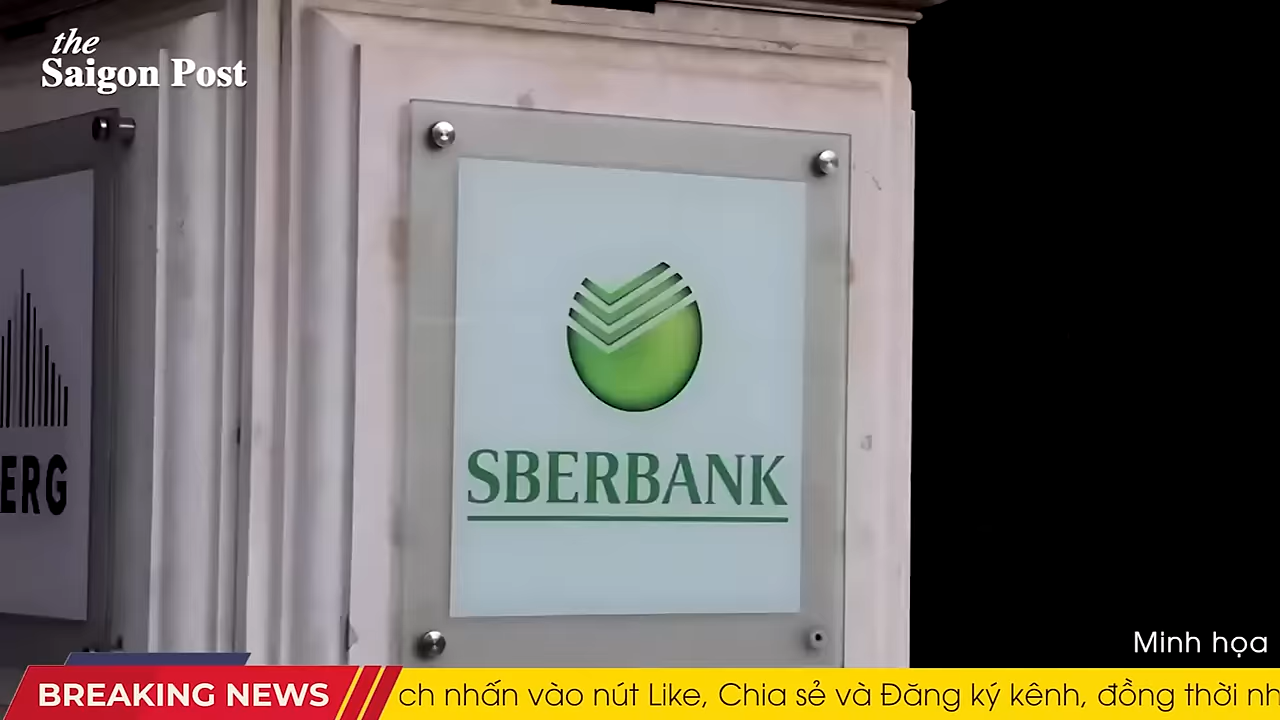 the
Saigon Post
ERG
SBERBANK
Minh họa
BREAKING NEWS
ch nhấn vào nút Like, Chia sẻ và Đăng ký kênh, đồng thời nh